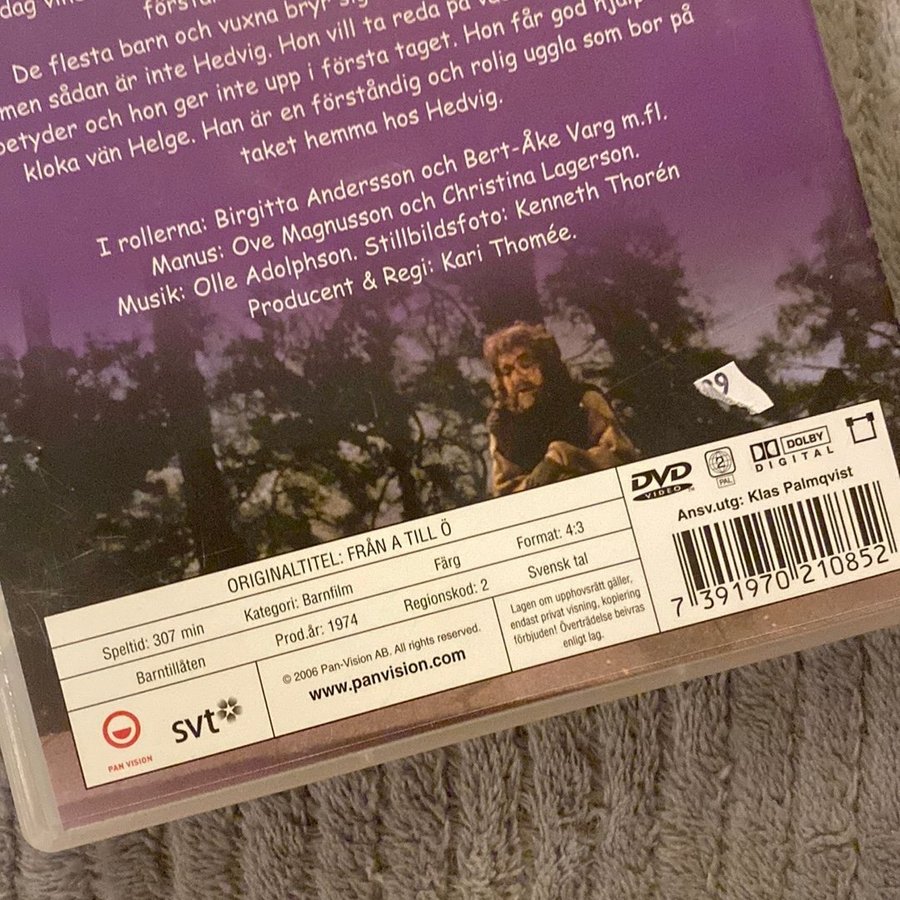 dag
De flesta barn och vuxna bryr
men sådan är inte Hedvig. Hon vill ta reda på
betyder och hon ger inte upp i första taget. Hon får god
kloka vän Helge. Han är en förståndig och rolig uggla som bor på
taket hemma hos Hedvig.
I rollerna: Birgitta Andersson och Bert-Åke Varg m.fl.
Manus: Ove Magnusson och Christina Lagerson.
Musik: Olle Adolphson. Stillbildsfoto: Kenneth Thorén
Producent & Regi: Kari Thomée.
99
ORIGINALTITEL: FRÅN A TILL Ö
Speltid: 307 min Kategori: Barnfilm Färg Format: 4:3
Barntillåten Prod.år: 1974 Regionskod: 2 Svensk tal
PAN VISION
svt
© 2006 Pan-Vision AB. All rights reserved.
www.panvision.com
Lagen om upphovsrätt gäller,
endast privat visning, kopiering
förbjuden! Överträdelse beivras
enligt lag.
DVD
VIDEO
2
PAL
DOLBY
DIGITAL
Ansv.utg: Klas Palmqvist
7 391970 210852